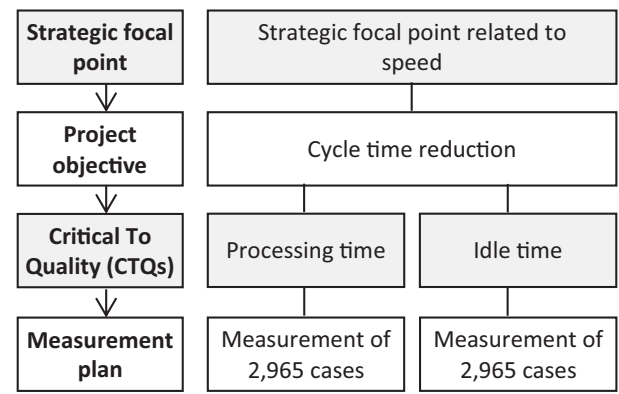 Strategic focal
point
Strategic focal point related to
speed
Project
objective
Cycle time reduction
Critical To
Quality (CTQs)
Processing time
Idle time
Measurement
plan
Measurement of
2,965 cases
Measurement of
2,965 cases